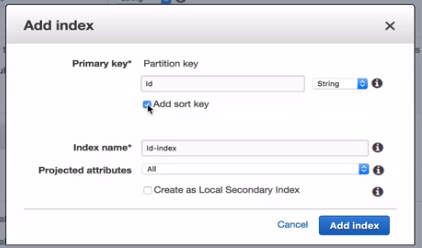 Add index
Primary key* Partition key
Id String
Add sort key
Index name* Id-index
Projected attributes All
Create as Local Secondary Index
Cancel Add index